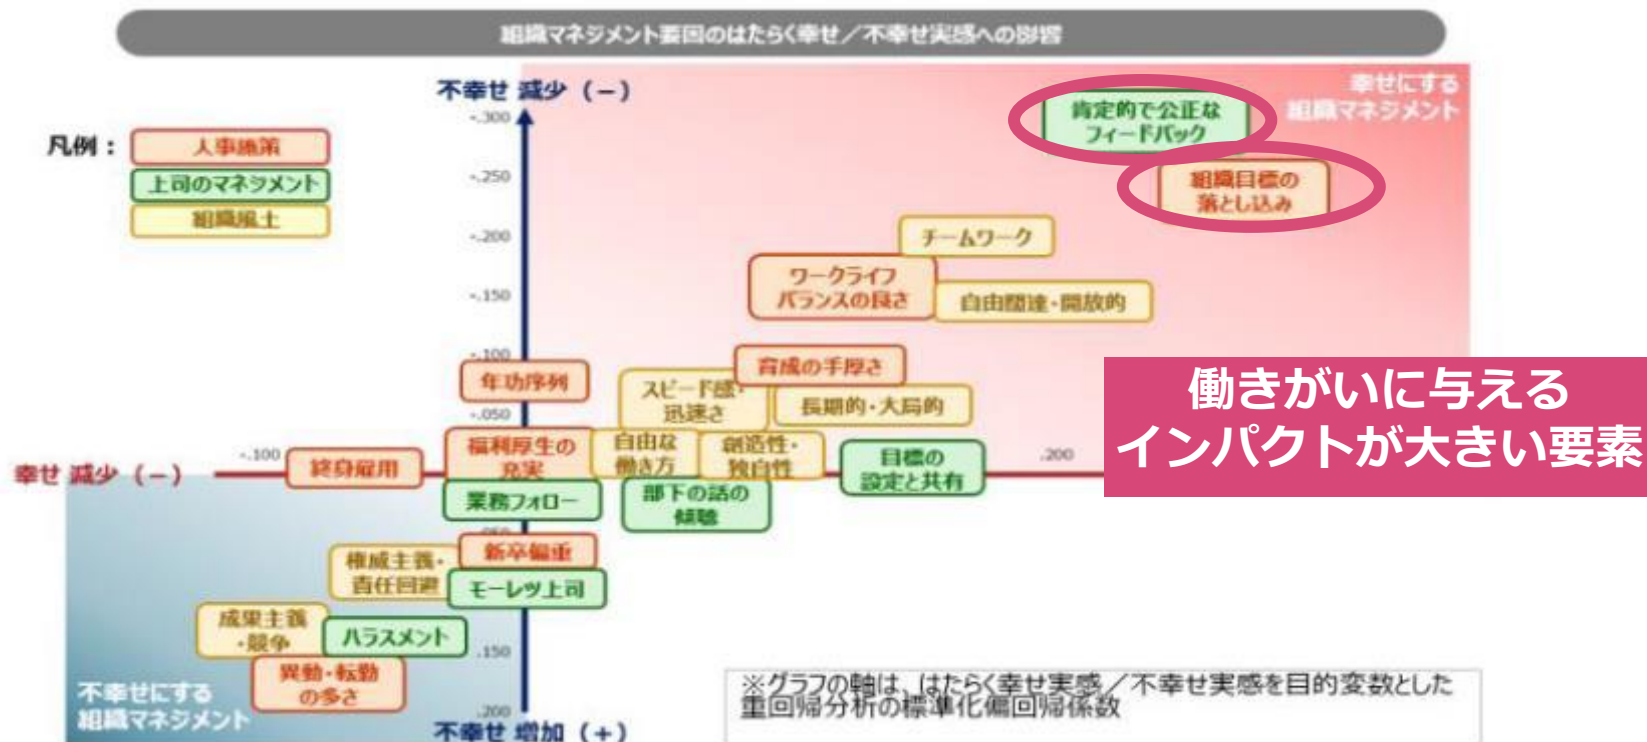 組織マネジメント要因のはたらく幸せ／不幸せ実感への影響
不幸せ 減少（－）
幸せにする
組織マネジメント
凡例：
人事施策
上司のマネジメント
組織風土
-.300
-.250
-.200
-.150
-.100
-.050
肯定的で公正な
フィードバック
組織目標の
落とし込み
チームワーク
ワークライフ
バランスの良さ
自由闊達・開放的
育成の手厚さ
年功序列
スピード感・
迅速さ
長期的・大局的
働きがいに与える
インパクトが大きい要素
幸せ 減少（－）
-.100
終身雇用
福利厚生の
充実
自由な
働き方
創造性・
独自性
目標の
設定と共有
.200
業務フォロー
部下の話の
傾聴
.050
新卒偏重
権威主義・
責任回避
モーレツ上司
成果主義
・競争
ハラスメント
.150
異動・転勤
の多さ
.200
不幸せにする
組織マネジメント
不幸せ 増加（＋）
※グラフの軸は、はたらく幸せ実感／不幸せ実感を目的変数とした
重回帰分析の標準化偏回帰係数